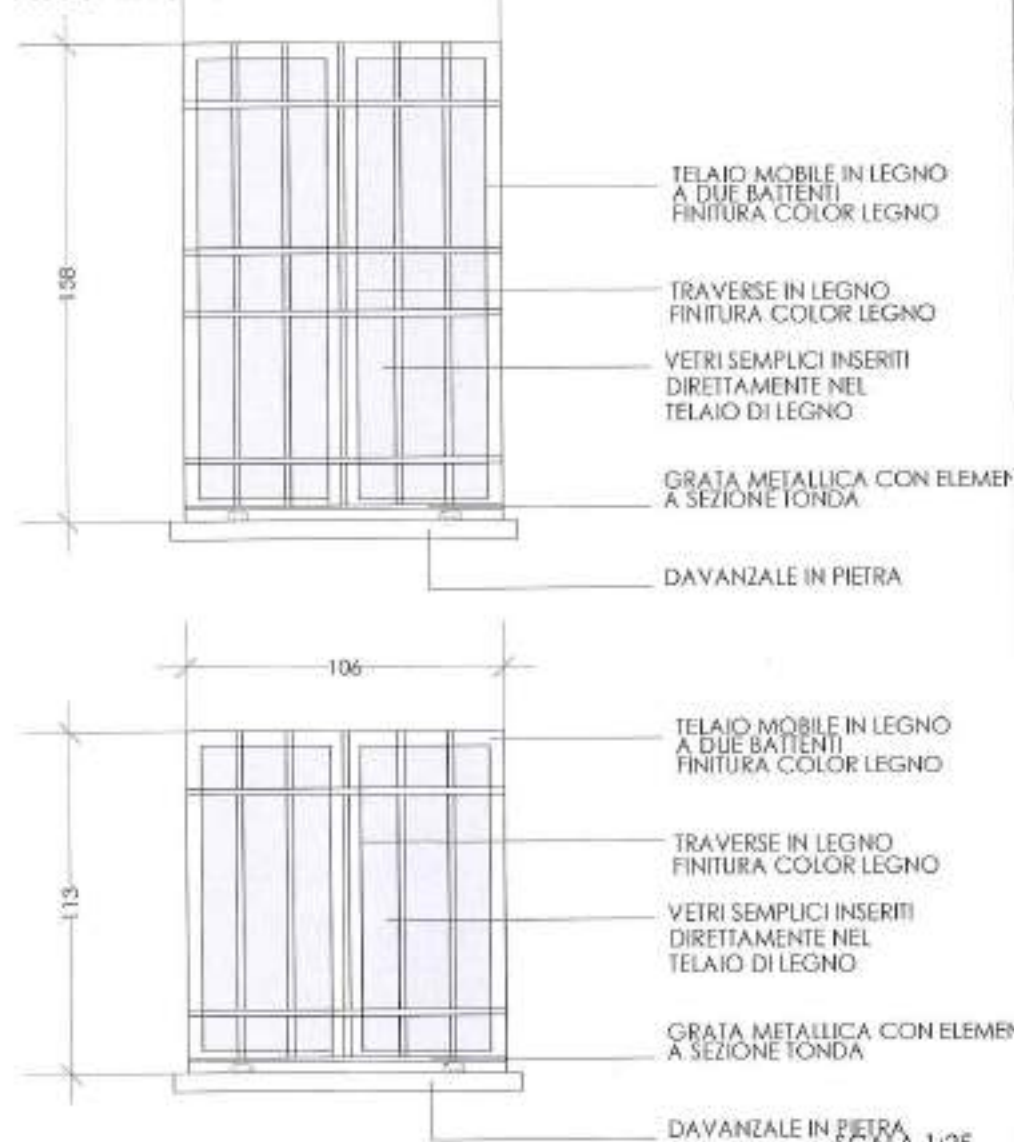 158
TELAIO MOBILE IN LEGNO
A DUE BATTENTI
FINITURA COLOR LEGNO
TRAVERSE IN LEGNO
FINITURA COLOR LEGNO
VETRI SEMPLICI INSERITI
DIRETTAMENTE NEL
TELAIO DI LEGNO
GRATA METALLICA CON ELEMEN
A SEZIONE TONDA
DAVANZALE IN PIETRA
106
113
TELAIO MOBILE IN LEGNO
A DUE BATTENTI
FINITURA COLOR LEGNO
TRAVERSE IN LEGNO
FINITURA COLOR LEGNO
VETRI SEMPLICI INSERITI
DIRETTAMENTE NEL
TELAIO DI LEGNO
GRATA METALLICA CON ELEMEN
A SEZIONE TONDA
DAVANZALE IN PIETRA